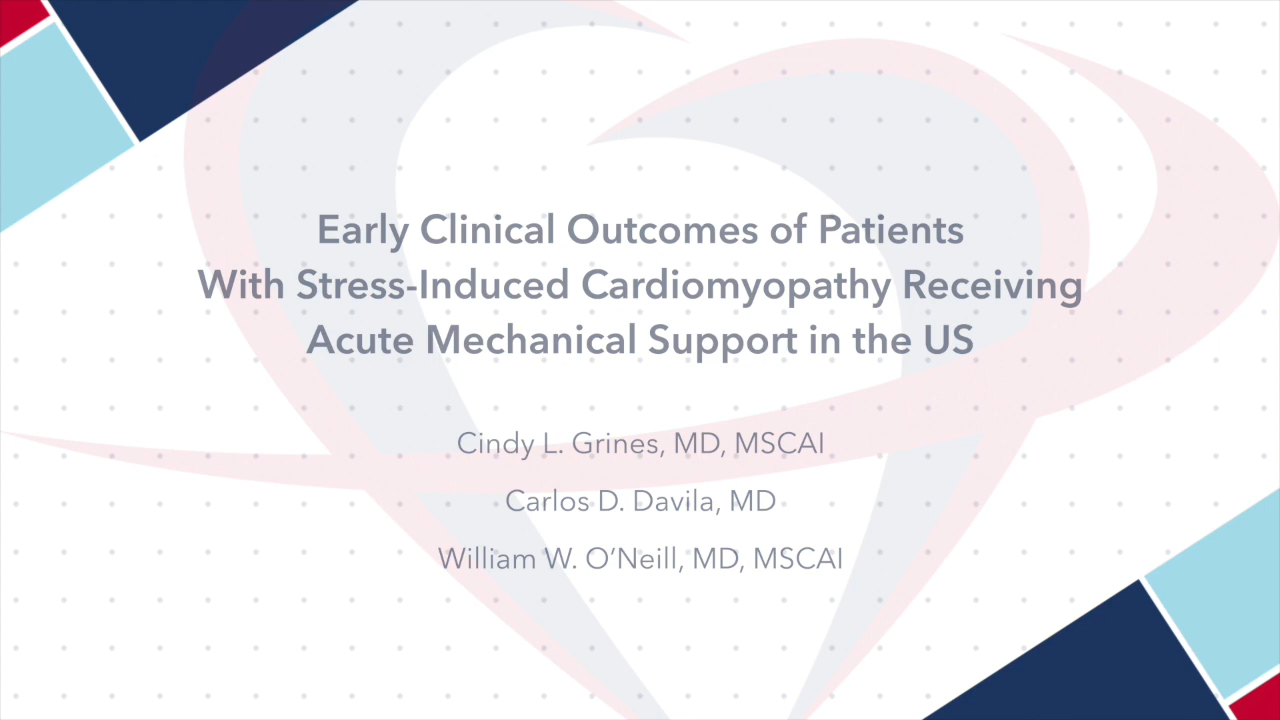 Early Clinical Outcomes of Patients
With Stress-Induced Cardiomyopathy Receiving
Acute Mechanical Support in the US
Cindy L. Grines, MD, MSCAI
Carlos D. Davila, MD
William W. O’Neill, MD, MSCAI